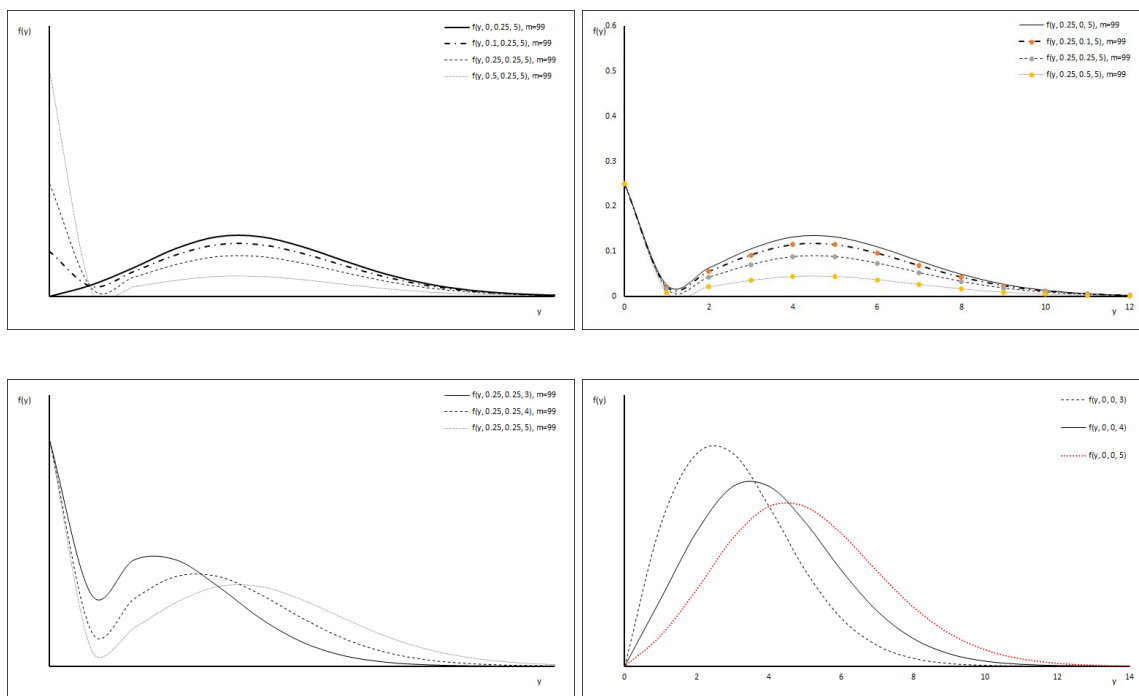 f(y)
f(y, 0, 0.25, 5), m=99
f(y, 0.1, 0.25, 5), m=99
f(y, 0.25, 0.25, 5), m=99
f(y, 0.5, 0.25, 5), m=99
y
0.6
f(y)
f(y, 0.25, 0, 5), m=99
f(y, 0.25, 0.1, 5), m=99
f(y, 0.25, 0.25, 5), m=99
f(y, 0.25, 0.5, 5), m=99
0.5
0.4
0.3
0.2
0.1
0
0 2 4 6 8 10 y 12
f(y)
f(y, 0.25, 0.25, 3), m=99
f(y, 0.25, 0.25, 4), m=99
f(y, 0.25, 0.25, 5), m=99
y
f(y)
f(y, 0, 0, 3)
f(y, 0, 0, 4)
f(y, 0, 0, 5)
0 2 4 6 8 10 12 y 14